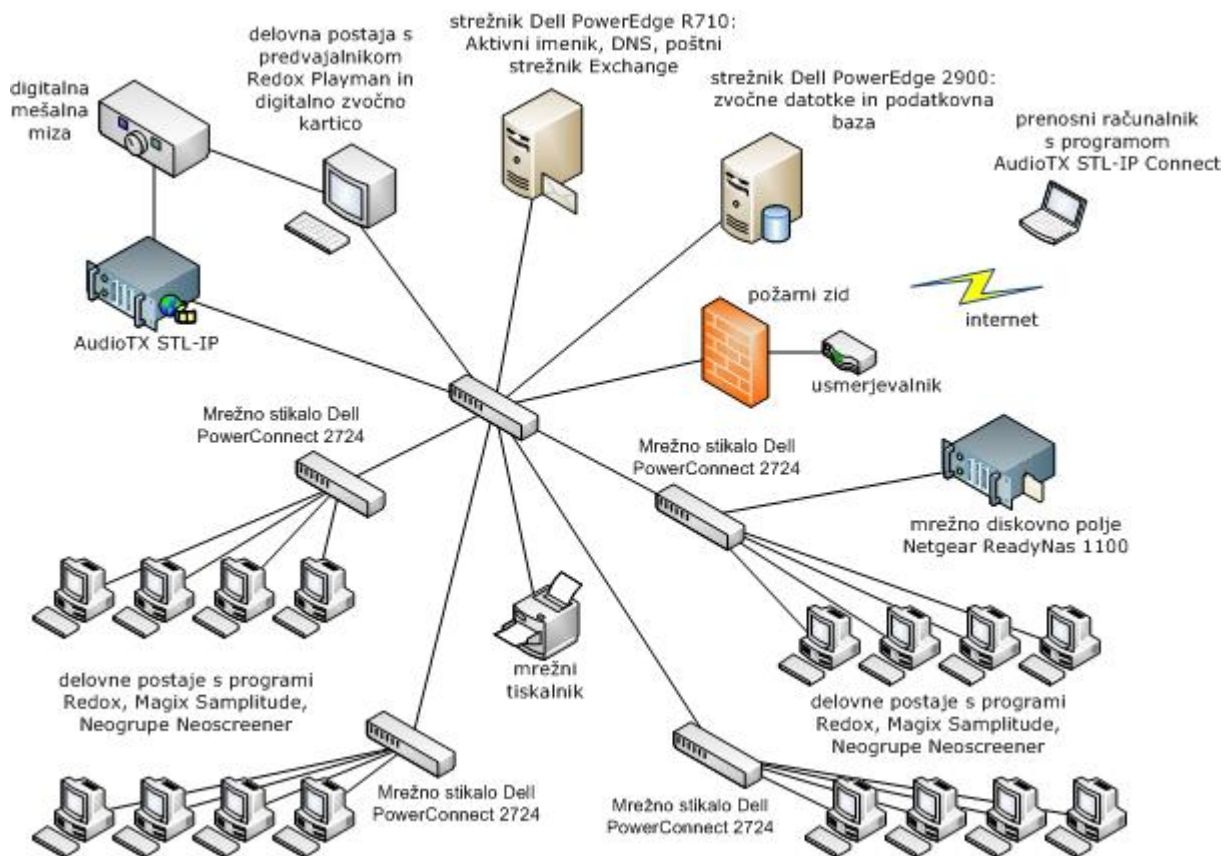 strežnik Dell PowerEdge R710:
Aktivni imenik, DNS, poštni
strežnik Exchange
delovna postaja s
predvajalnikom
Redox Playman in
digitalno zvočno
kartico
digitalna
mešalna
miza
strežnik Dell PowerEdge 2900:
zvočne datotke in podatkovna
baza
prenosni računalnik
s programom
AudioTX STL-IP Connect
AudioTX STL-IP
požarni zid
internet
usmerjevalnik
Mrežno stikalo Dell
PowerConnect 2724
Mrežno stikalo Dell
PowerConnect 2724
mrežno diskovno polje
Netgear ReadyNas 1100
mrežni
tiskalnik
delovne postaje s programi
Redox, Magix Samplitude,
Neogrupe Neoscreener
delovne postaje s programi
Redox, Magix Samplitude,
Neogrupe Neoscreener
Mrežno stikalo Dell
PowerConnect 2724
Mrežno stikalo Dell
PowerConnect 2724